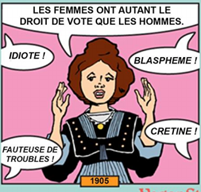 LES FEMMES ONT AUTANT LE
DROIT DE VOTE QUE LES HOMMES.
IDIOTE !
BLASPHEME !
FAUTEUSE
DE
TROUBLES !
CRETINE !
1905